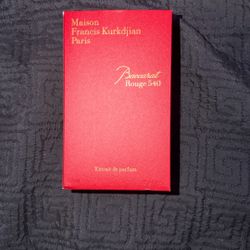 Maison
Francis Kurkdjian
Paris
Baccarat
Rouge 540
Extrait de parfum